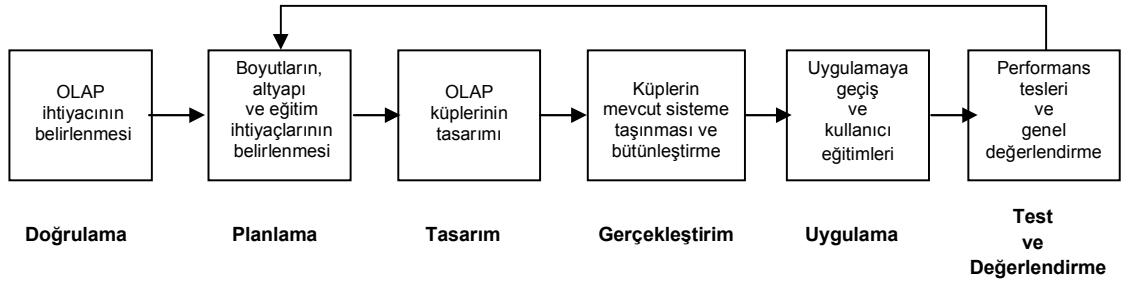 OLAP
ihtiyacının
belirlenmesi
Boyutların,
altyapı
ve eğitim
ihtiyaçlarının
belirlenmesi
OLAP
küplerinin
tasarımı
Küplerin
mevcut sisteme
taşınması ve
bütünleştirme
Uygulamaya
geçiş
ve
kullanıcı
eğitimleri
Performans
tesleri
ve
genel
değerlendirme
Doğrulama
Planlama
Tasarım
Gerçekleştirim
Uygulama
Test
ve
Değerlendirme